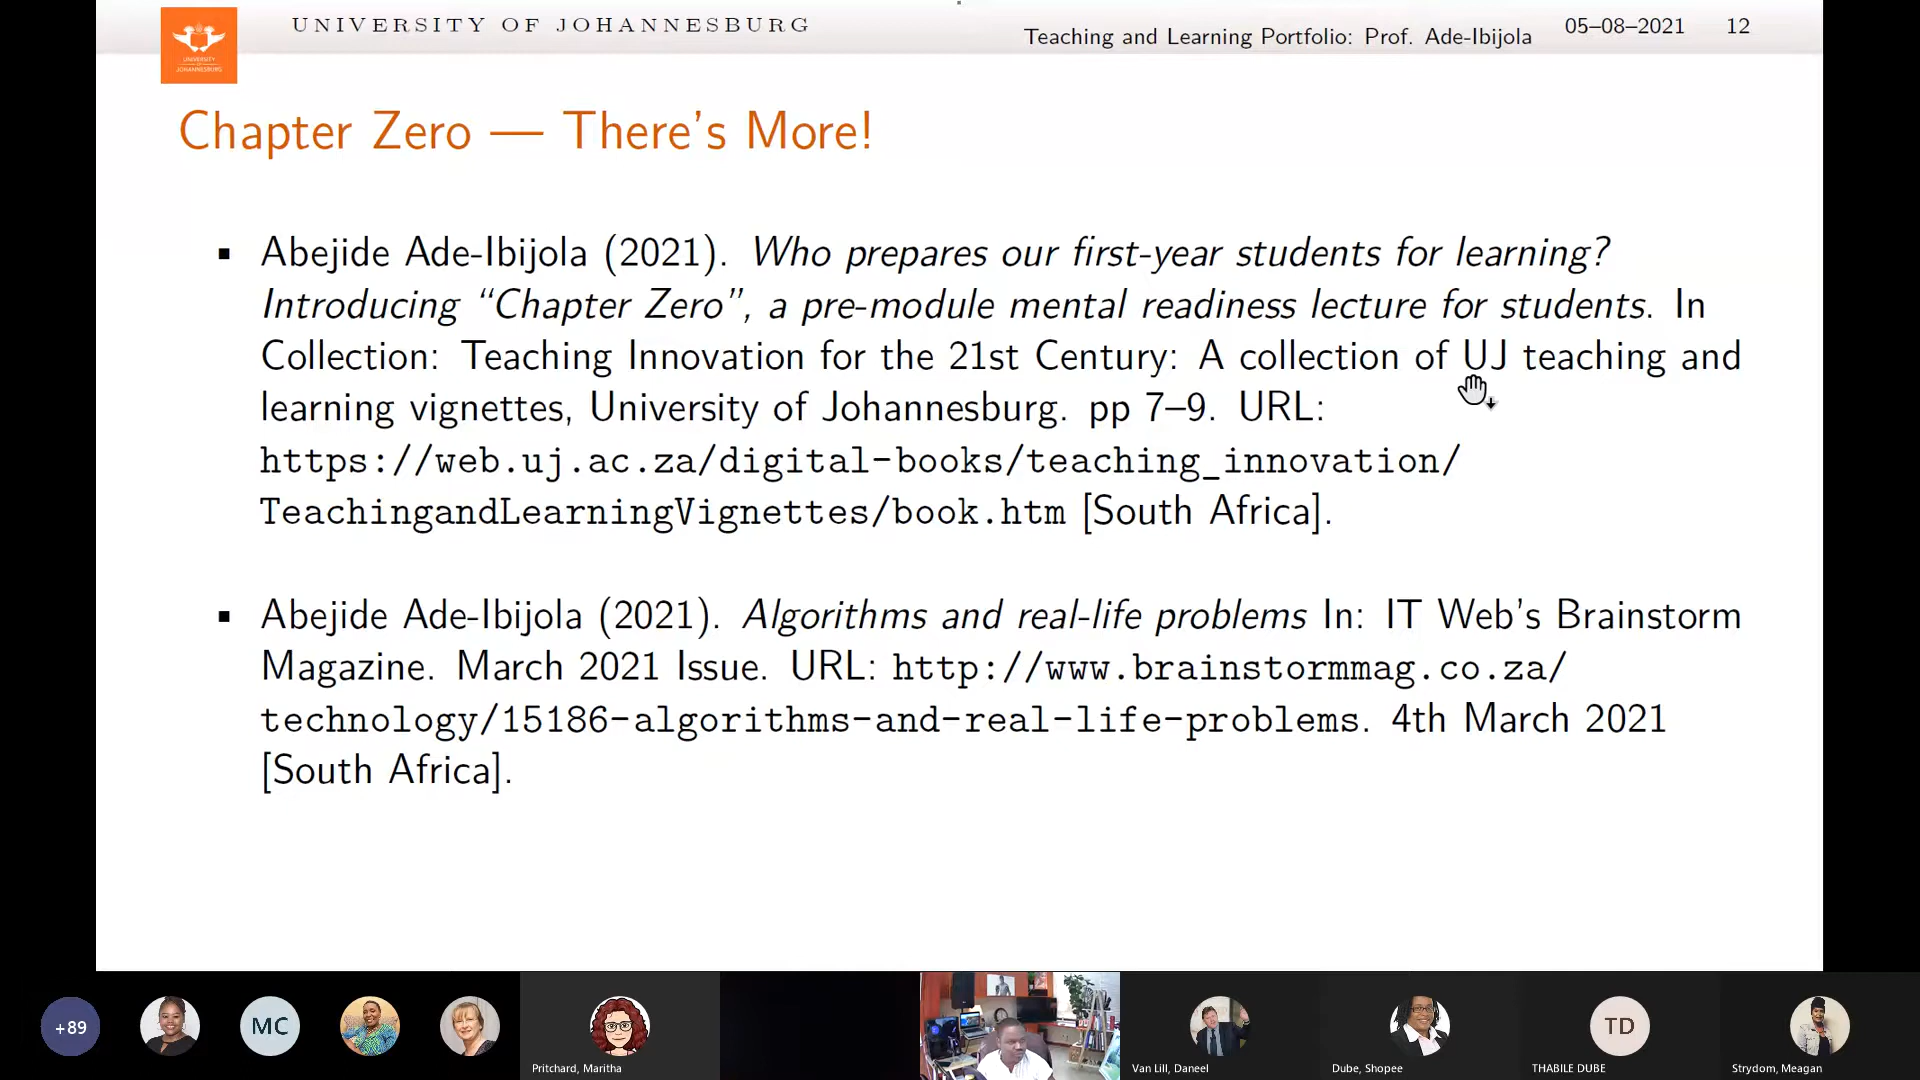 UNIVERSITY OF JOHANNESBURG
Teaching and Learning Portfolio: Prof. Ade-Ibijola
05–08–2021
12
UNIVERSITY
OF
JOHANNESBURG
Chapter Zero — There's More!
▪ Abejide Ade-Ibijola (2021). Who prepares our first-year students for learning?
Introducing “Chapter Zero”, a pre-module mental readiness lecture for students. In
Collection: Teaching Innovation for the 21st Century: A collection of UJ teaching and
learning vignettes, University of Johannesburg. pp 7–9. URL:
https://web.uj.ac.za/digital-books/teaching_innovation/
TeachingandLearningVignettes/book.htm [South Africa].
▪ Abejide Ade-Ibijola (2021). Algorithms and real-life problems In: IT Web's Brainstorm
Magazine. March 2021 Issue. URL: http://www.brainstormmag.co.za/
technology/15186-algorithms-and-real-life-problems. 4th March 2021
[South Africa].
+89
MC
Pritchard, Maritha
Van Lill, Daneel
Dube, Shopee
TD
THABILE DUBE
Strydom, Meagan